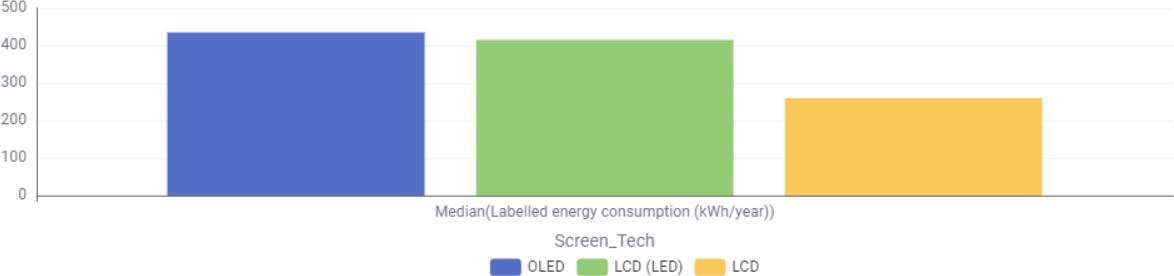 500
400
300
200
100
0
Median(Labelled energy consumption (kWh/year))
Screen_Tech
OLED LCD (LED) LCD